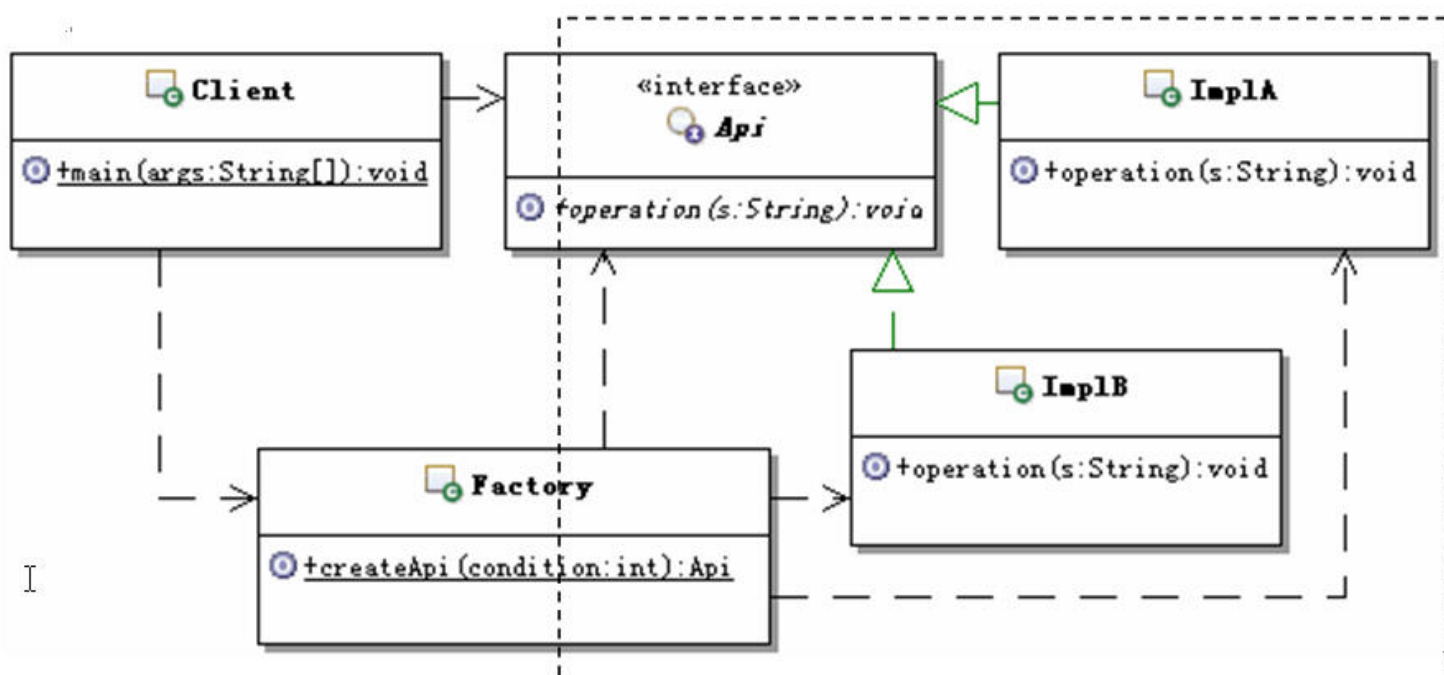 Client
+main(args:String[]):void
«interface»
Api
+operation(s:String):void
ImplA
+operation(s:String):void
ImplB
+operation(s:String):void
Factory
+createApi(condition:int):Api